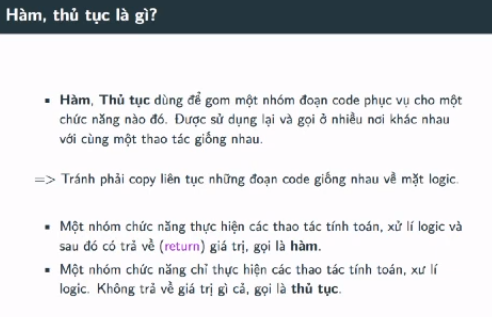 Hàm, thủ tục là gì?
▪ Hàm, Thủ tục dùng để gom một nhóm đoạn code phục vụ cho một
chức năng nào đó. Được sử dụng lại và gọi ở nhiều nơi khác nhau
với cùng một thao tác giống nhau.
=> Tránh phải copy liên tục những đoạn code giống nhau về mặt logic.
▪ Một nhóm chức năng thực hiện các thao tác tính toán, xử lí logic và
sau đó có trả về (return) giá trị, gọi là hàm.
▪ Một nhóm chức năng chỉ thực hiện các thao tác tính toán, xư lí
logic. Không trả về giá trị gì cả, gọi là thủ tục.